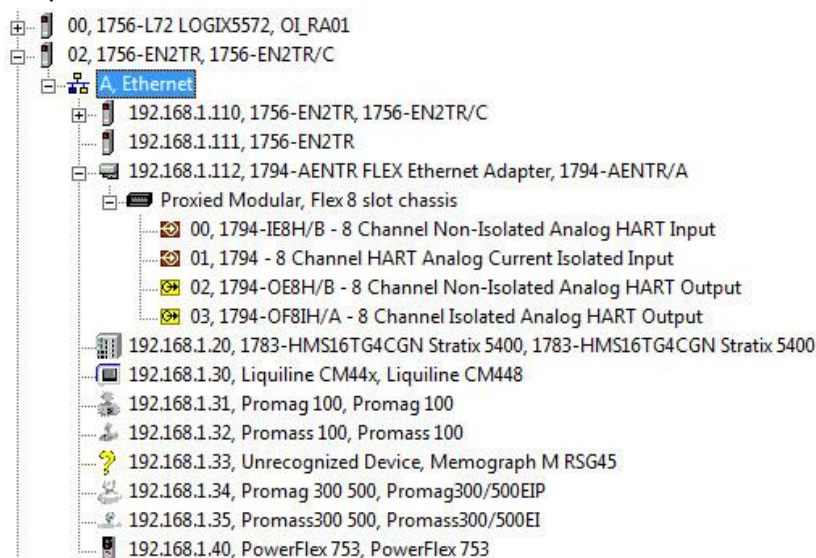 00, 1756-L72 LOGIX5572, OI_RA01
02, 1756-EN2TR, 1756-EN2TR/C
A, Ethernet
192.168.1.110, 1756-EN2TR, 1756-EN2TR/C
192.168.1.111, 1756-EN2TR
192.168.1.112, 1794-AENTR FLEX Ethernet Adapter, 1794-AENTR/A
Proxied Modular, Flex 8 slot chassis
00, 1794-IE8H/B - 8 Channel Non-Isolated Analog HART Input
01, 1794 - 8 Channel HART Analog Current Isolated Input
02, 1794-OE8H/B - 8 Channel Non-Isolated Analog HART Output
03, 1794-OF8IH/A - 8 Channel Isolated Analog HART Output
192.168.1.20, 1783-HMS16TG4CGN Stratix 5400, 1783-HMS16TG4CGN Stratix 5400
192.168.1.30, Liquiline CM44x, Liquiline CM448
192.168.1.31, Promag 100, Promag 100
192.168.1.32, Promass 100, Promass 100
192.168.1.33, Unrecognized Device, Memograph M RSG45
192.168.1.34, Promag 300 500, Promag300/500EIP
192.168.1.35, Promass300 500, Promass300/500EI
192.168.1.40, PowerFlex 753, PowerFlex 753